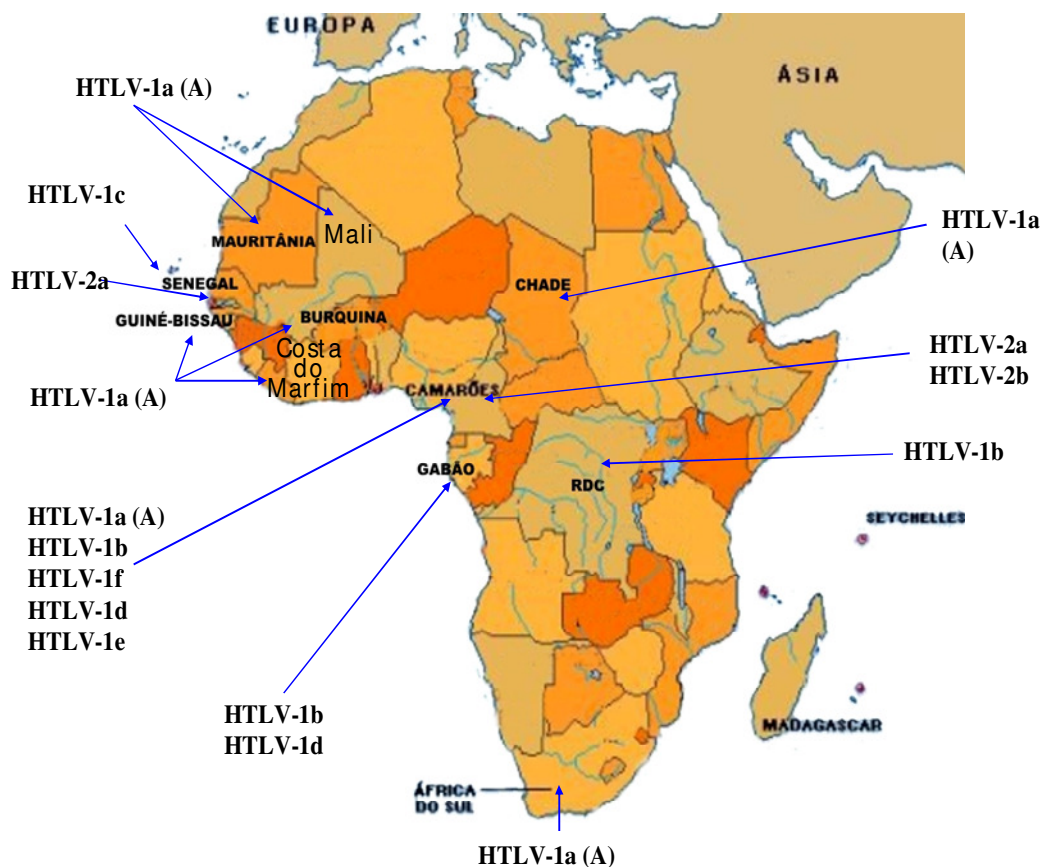 EUROPA
ÁSIA
HTLV-1a (A)
HTLV-1c
HTLV-2a
MAURITÂNIA
Mali
SENEGAL
GUINÉ-BISSAU
BURQUINA
CHADE
HTLV-1a
(A)
Costa
do
Marfim
HTLV-1a (A)
CAMARÕES
HTLV-2a
HTLV-2b
GABÃO
RDC
HTLV-1b
SEYCHELLES
HTLV-1a (A)
HTLV-1b
HTLV-1f
HTLV-1d
HTLV-1e
HTLV-1b
HTLV-1d
MADAGASCAR
ÁFRICA
DO SUL
HTLV-1a (A)